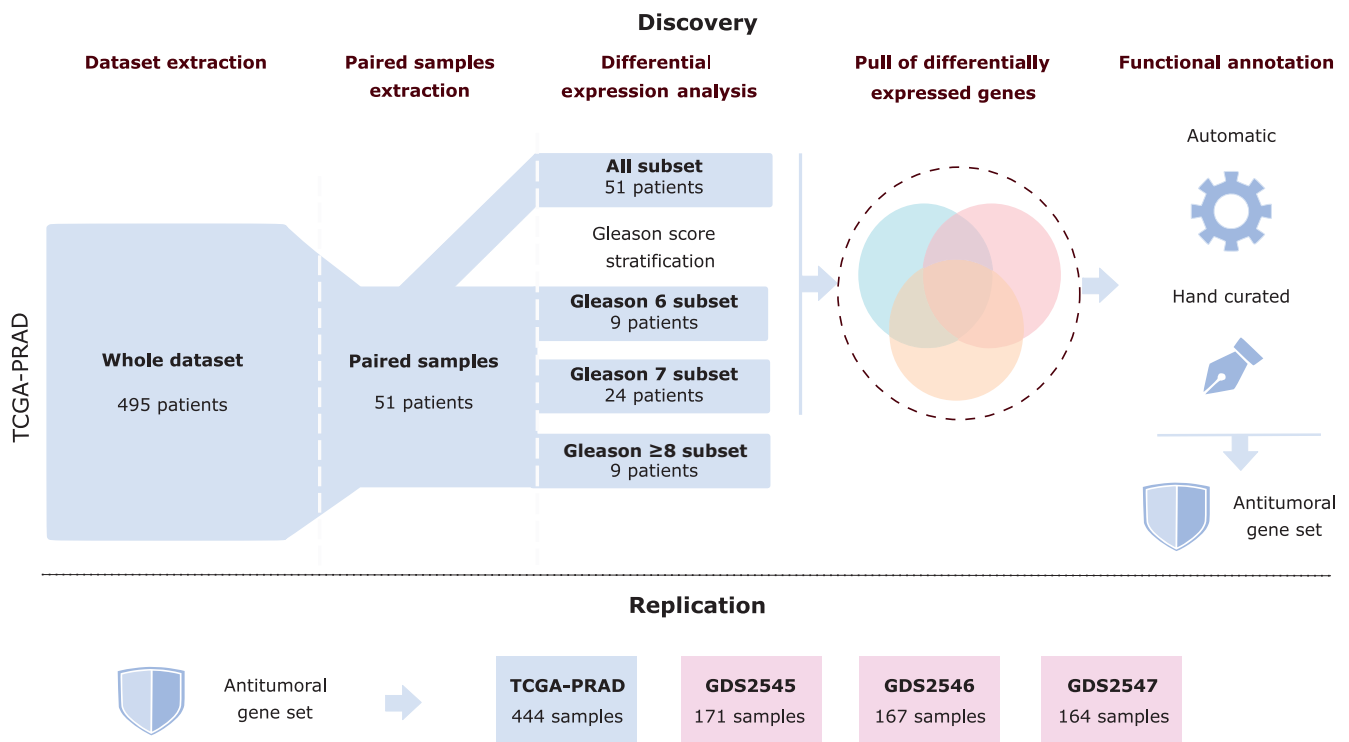 Discovery
Dataset extraction
Paired samples
extraction
Differential
expression analysis
Pull of differentially
expressed genes
Functional annotation
TCGA-PRAD
Whole dataset
495 patients
Paired samples
51 patients
All subset
51 patients
Gleason score
stratification
Gleason 6 subset
9 patients
Gleason 7 subset
24 patients
Gleason ≥8 subset
9 patients
Automatic
Hand curated
Antitumoral
gene set
Replication
Antitumoral
gene set
TCGA-PRAD
444 samples
GDS2545
171 samples
GDS2546
167 samples
GDS2547
164 samples